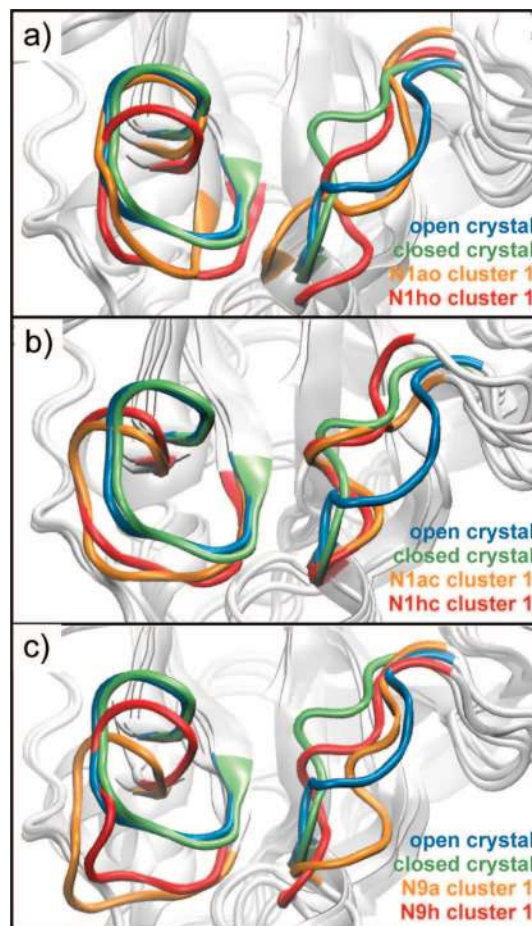 a)
open crystal
closed crystal
N1ao cluster 1
N1ho cluster 1
b)
open crystal
closed crystal
N1ac cluster 1
N1hc cluster 1
c)
open crystal
closed crystal
N9a cluster 1
N9h cluster 1